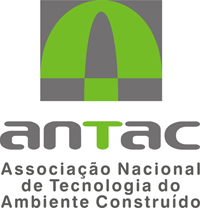 antac
Associação Nacional
de Tecnologia do
Ambiente Construído